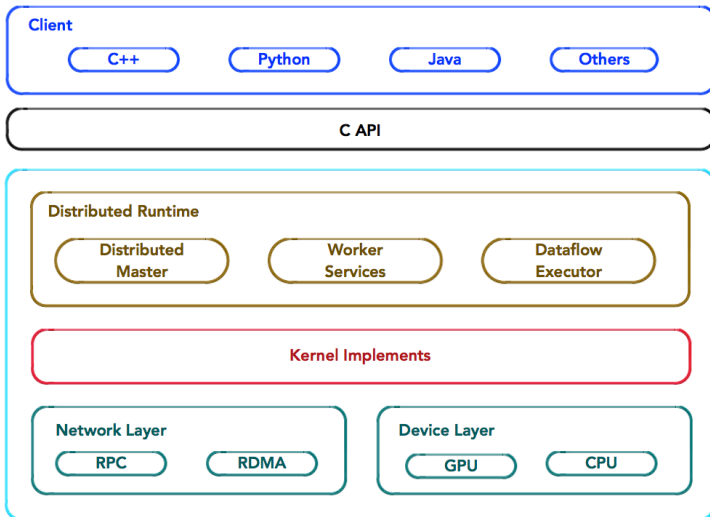 Client
C++
Python
Java
Others
C API
Distributed Runtime
Distributed
Master
Worker
Services
Dataflow
Executor
Kernel Implements
Network Layer
RPC
RDMA
Device Layer
GPU
CPU